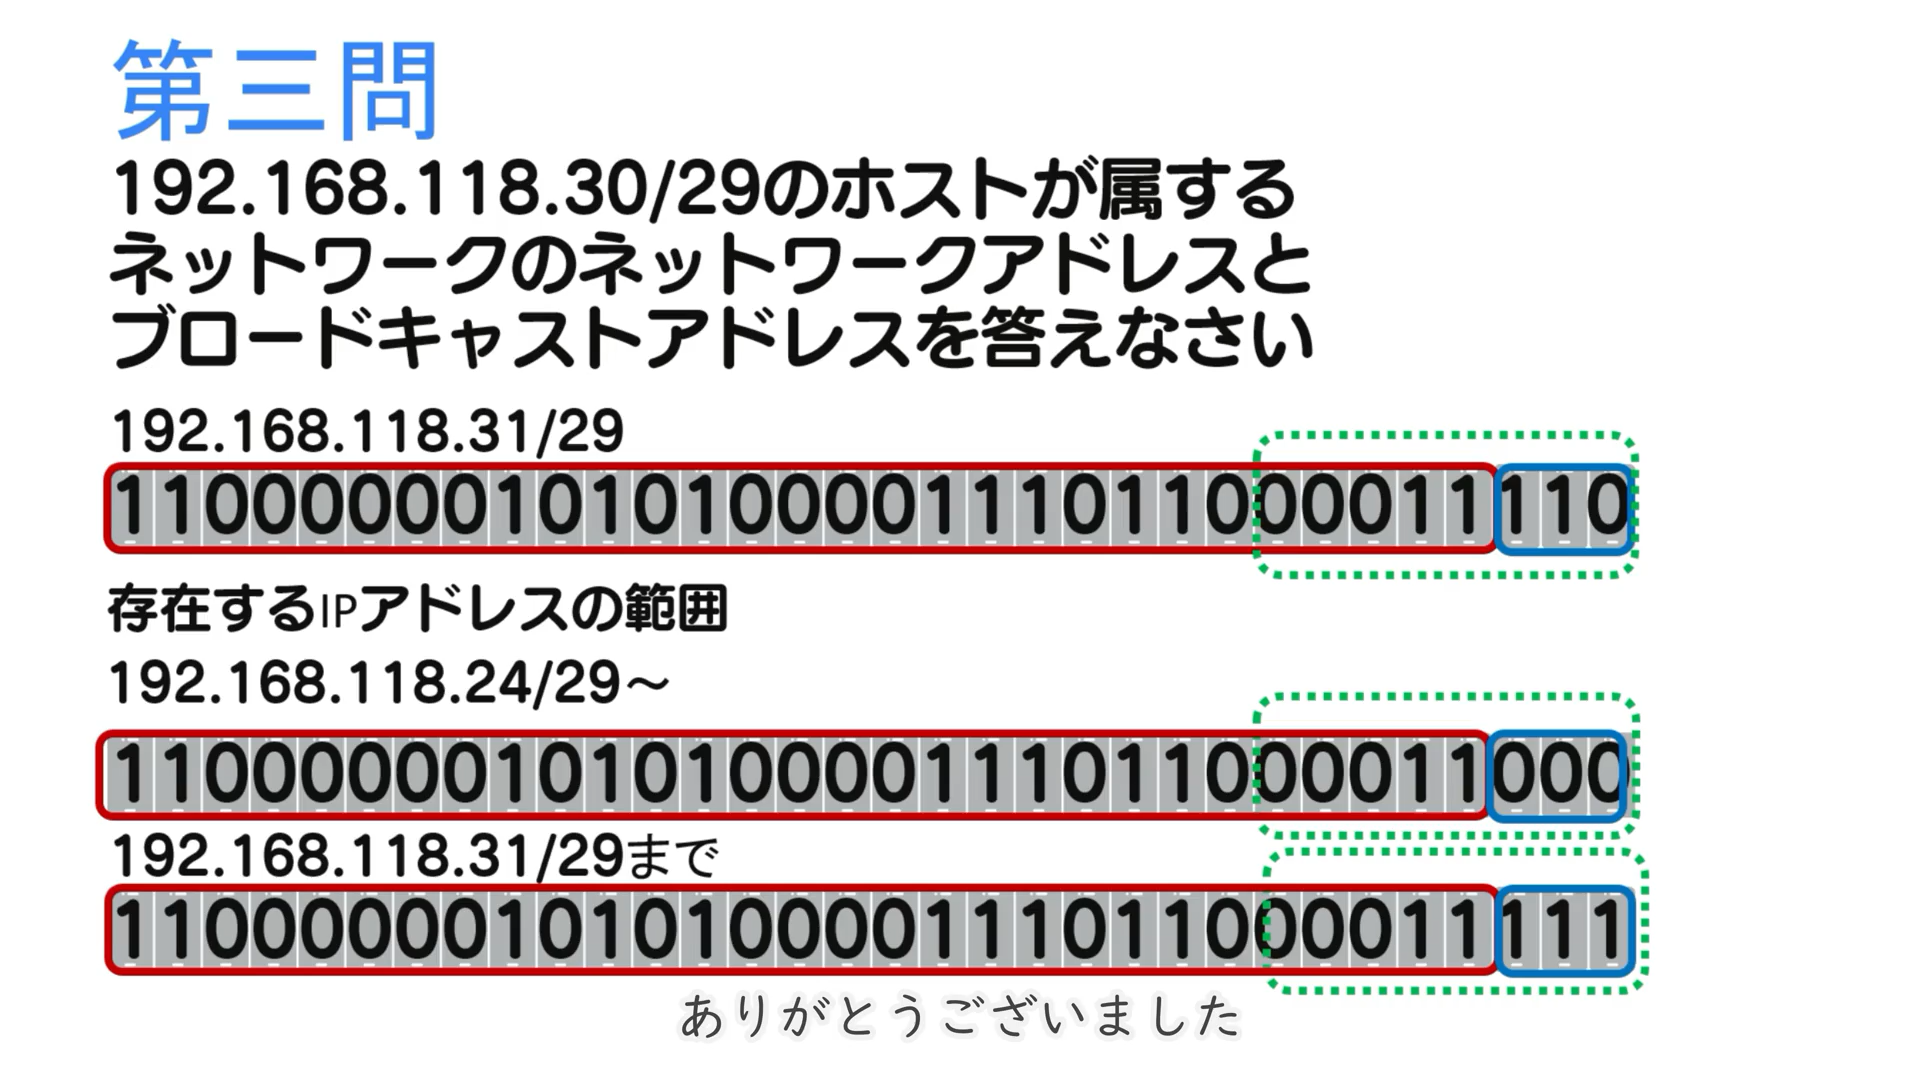 第三問
192.168.118.30/29のホストが属する
ネットワークのネットワークアドレスと
ブロードキャストアドレスを答えなさい
192.168.118.31/29
11000000101010000111011000011110
存在するIPアドレスの範囲
192.168.118.24/29～
11000000101010000111011000011000
192.168.118.31/29まで
11000000101010000111011000011111
ありがとうございました